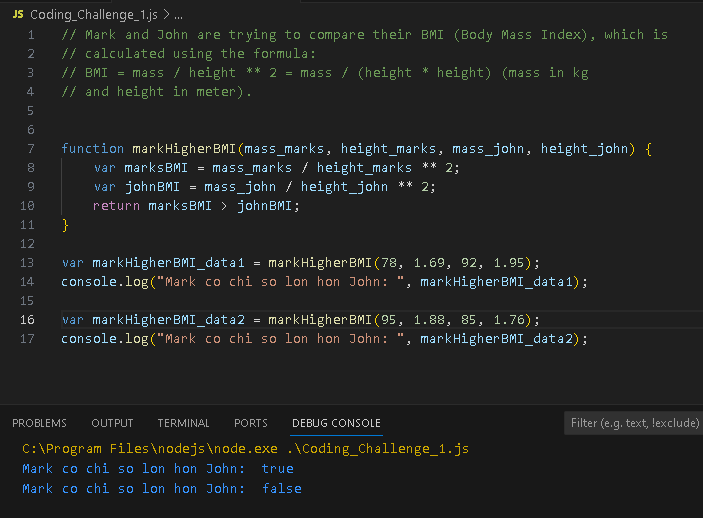 JS Coding_Challenge_1.js > ...
1 // Mark and John are trying to compare their BMI (Body Mass Index), which is
2 // calculated using the formula:
3 // BMI = mass / height ** 2 = mass / (height * height) (mass in kg
4 // and height in meter).
5
6
7 function markHigherBMI(mass_marks, height_marks, mass_john, height_john) {
8     var marksBMI = mass_marks / height_marks ** 2;
9     var johnBMI = mass_john / height_john ** 2;
10     return marksBMI > johnBMI;
11 }
12
13 var markHigherBMI_data1 = markHigherBMI(78, 1.69, 92, 1.95);
14 console.log("Mark co chi so lon hon John: ", markHigherBMI_data1);
15
16 var markHigherBMI_data2 = markHigherBMI(95, 1.88, 85, 1.76);
17 console.log("Mark co chi so lon hon John: ", markHigherBMI_data2);
PROBLEMS OUTPUT TERMINAL PORTS DEBUG CONSOLE Filter (e.g. text, !exclude)
C:\Program Files\nodejs\node.exe .\Coding_Challenge_1.js
Mark co chi so lon hon John:  true
Mark co chi so lon hon John:  false